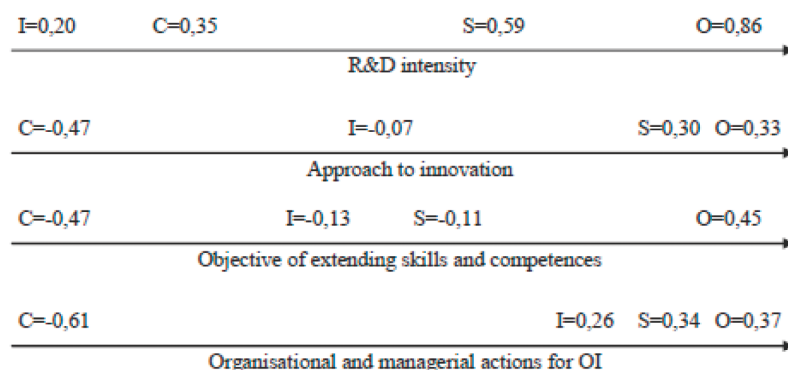 I=0,20 C=0,35 S=0,59 O=0,86
R&D intensity
C=-0,47 I=-0,07 S=0,30 O=0,33
Approach to innovation
C=-0,47 I=-0,13 S=-0,11 O=0,45
Objective of extending skills and competences
C=-0,61 I=0,26 S=0,34 O=0,37
Organisational and managerial actions for OI